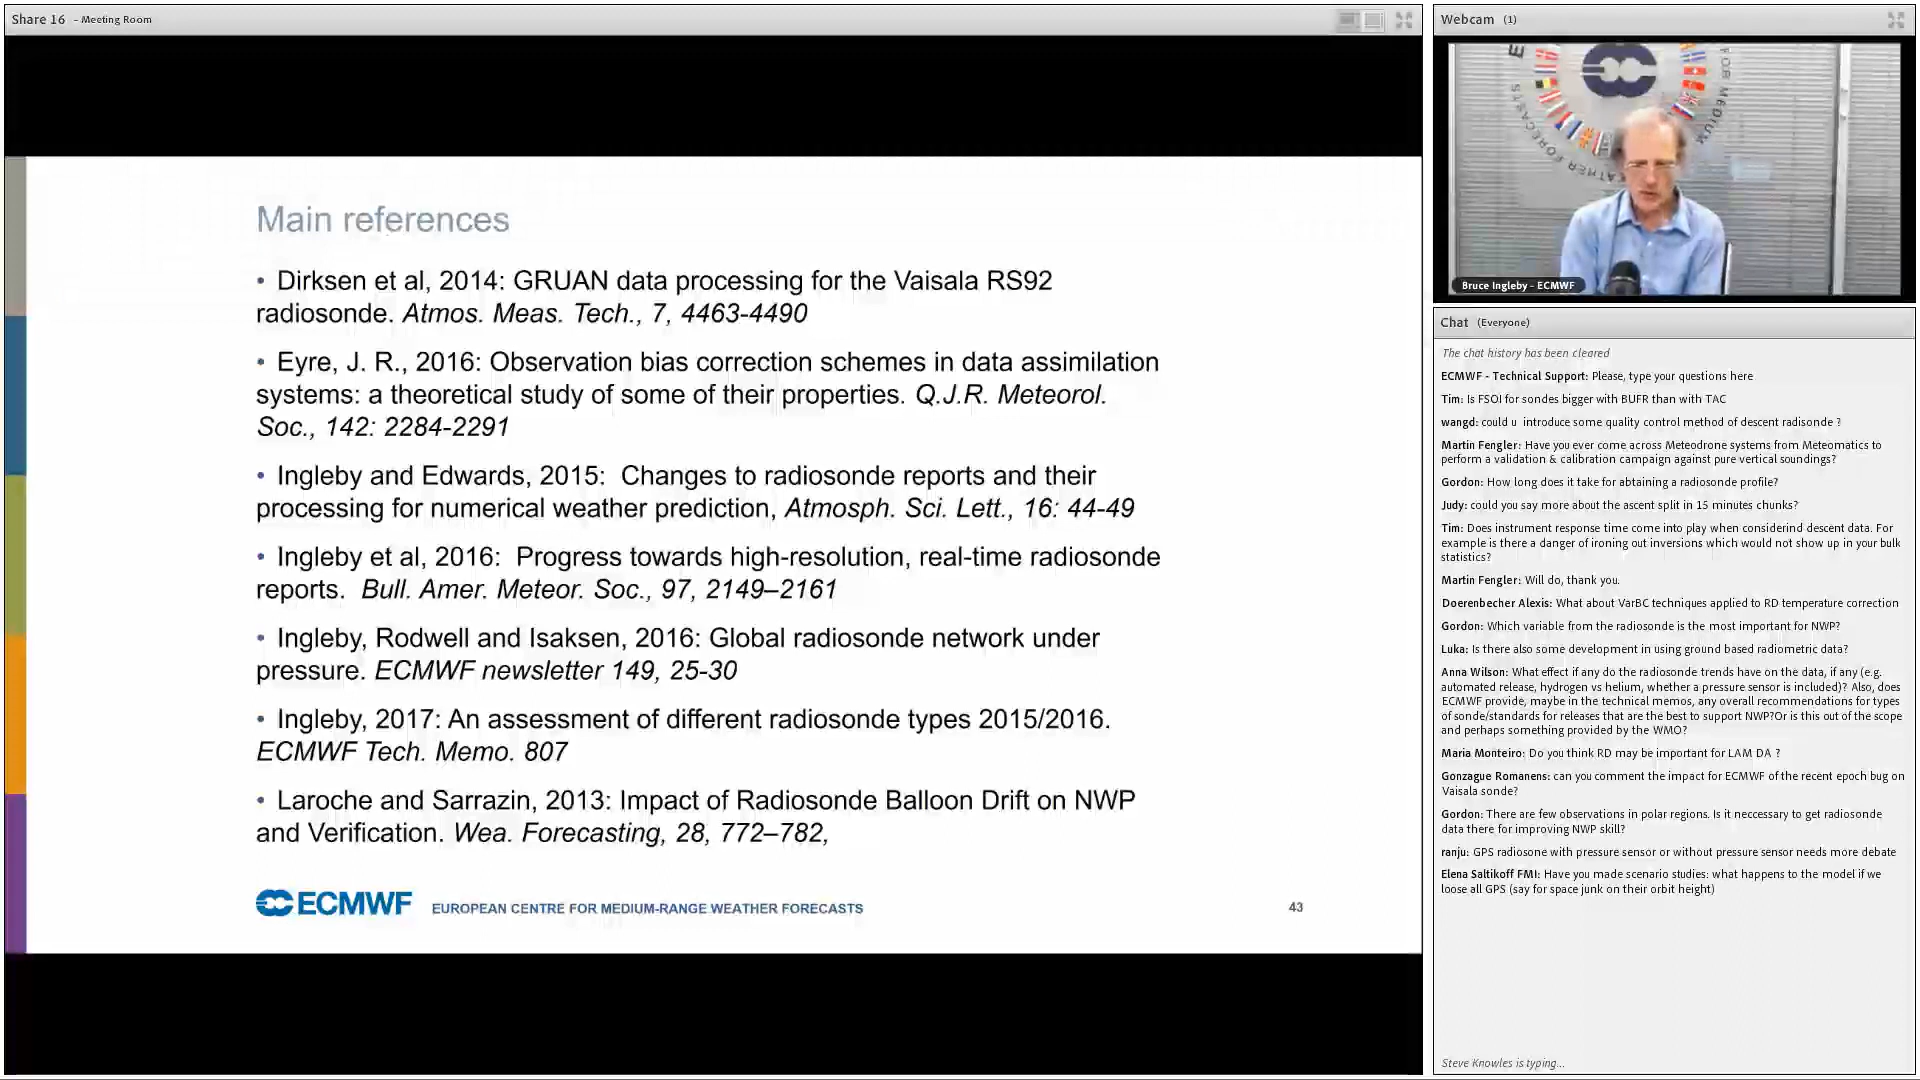 Share 16 - Meeting Room
Main references
• Dirksen et al, 2014: GRUAN data processing for the Vaisala RS92
radiosonde. Atmos. Meas. Tech., 7, 4463-4490
• Eyre, J. R., 2016: Observation bias correction schemes in data assimilation
systems: a theoretical study of some of their properties. Q.J.R. Meteorol.
Soc., 142: 2284-2291
• Ingleby and Edwards, 2015: Changes to radiosonde reports and their
processing for numerical weather prediction, Atmosph. Sci. Lett., 16: 44-49
• Ingleby et al, 2016: Progress towards high-resolution, real-time radiosonde
reports. Bull. Amer. Meteor. Soc., 97, 2149–2161
• Ingleby, Rodwell and Isaksen, 2016: Global radiosonde network under
pressure. ECMWF newsletter 149, 25-30
• Ingleby, 2017: An assessment of different radiosonde types 2015/2016.
ECMWF Tech. Memo. 807
• Laroche and Sarrazin, 2013: Impact of Radiosonde Balloon Drift on NWP
and Verification. Wea. Forecasting, 28, 772–782,
ECMWF EUROPEAN CENTRE FOR MEDIUM-RANGE WEATHER FORECASTS
43
Webcam (1)
FOR MEDIUM
Bruce Ingleby - ECMWF
Chat (Everyone)
The chat history has been cleared
ECMWF - Technical Support: Please, type your questions here
Tim: Is FSOI for sondes bigger with BUFR than with TAC
wangd: could u introduce some quality control method of descent radisonde ?
Martin Fengler: Have you ever come across Meteodrone systems from Meteomatics to
perform a validation & calibration campaign against pure vertical soundings?
Gordon: How long does it take for abtaining a radiosonde profile?
Judy: could you say more about the ascent split in 15 minutes chunks?
Tim: Does instrument response time come into play when considerind descent data. For
example is there a danger of ironing out inversions which would not show up in your bulk
statistics?
Martin Fengler: Will do, thank you.
Doerenbecher Alexis: What about VarBC techniques applied to RD temperature correction
Gordon: Which variable from the radiosonde is the most important for NWP?
Luka: Is there also some development in using ground based radiometric data?
Anna Wilson: What effect if any do the radiosonde trends have on the data, if any (e.g.
automated release, hydrogen vs helium, whether a pressure sensor is included)? Also, does
ECMWF provide, maybe in the technical memos, any overall recommendations for types
of sonde/standards for releases that are the best to support NWP?Or is this out of the scope
and perhaps something provided by the WMO?
Maria Monteiro: Do you think RD may be important for LAM DA ?
Gonzague Romanens: can you comment the impact for ECMWF of the recent epoch bug on
Vaisala sonde?
Gordon: There are few observations in polar regions. Is it neccessary to get radiosonde
data there for improving NWP skill?
ranju: GPS radiosone with pressure sensor or without pressure sensor needs more debate
Elena Saltikoff FMI: Have you made scenario studies: what happens to the model if we
loose all GPS (say for space junk on their orbit height)
Steve Knowles is typing...